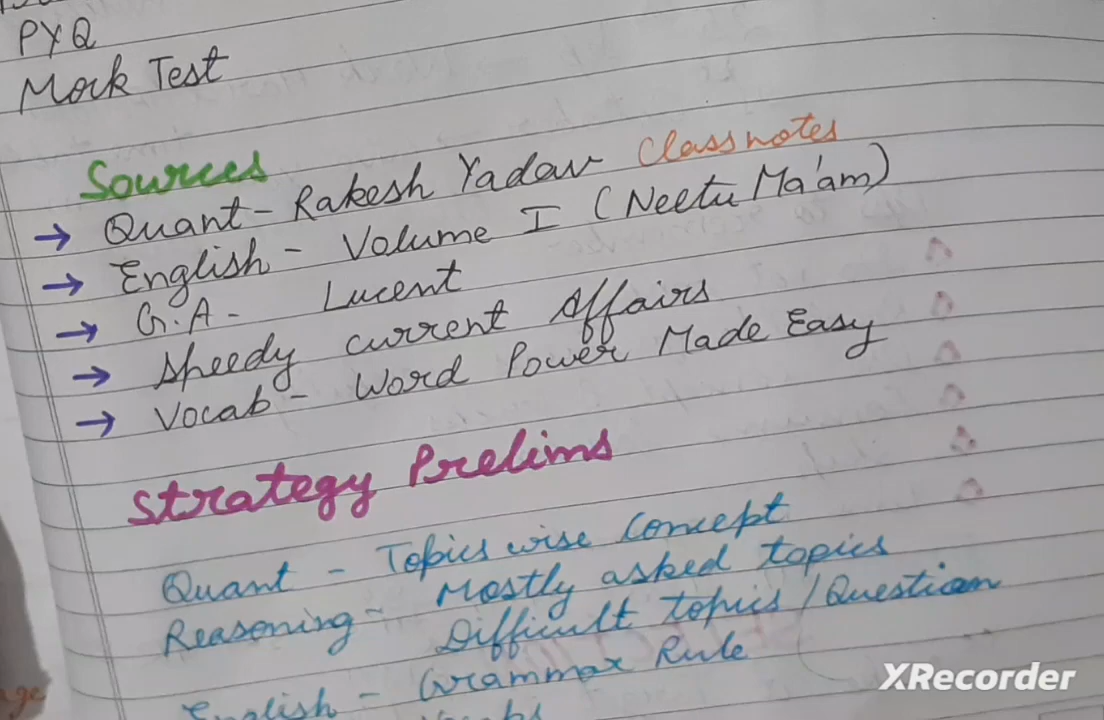 PYQ
Mock Test
Sources
→ Quant - Rakesh Yadav Classnotes
→ English - Volume I (Neetu Ma'am)
→ G.A - Lucent
→ Speedy current Affairs
→ Vocab - Word Power Made Easy
Strategy Prelims
Quant - Topics wise Concept
Reasoning - Mostly asked topics
Difficult topics / Question
English - Grammar Rule
XRecorder